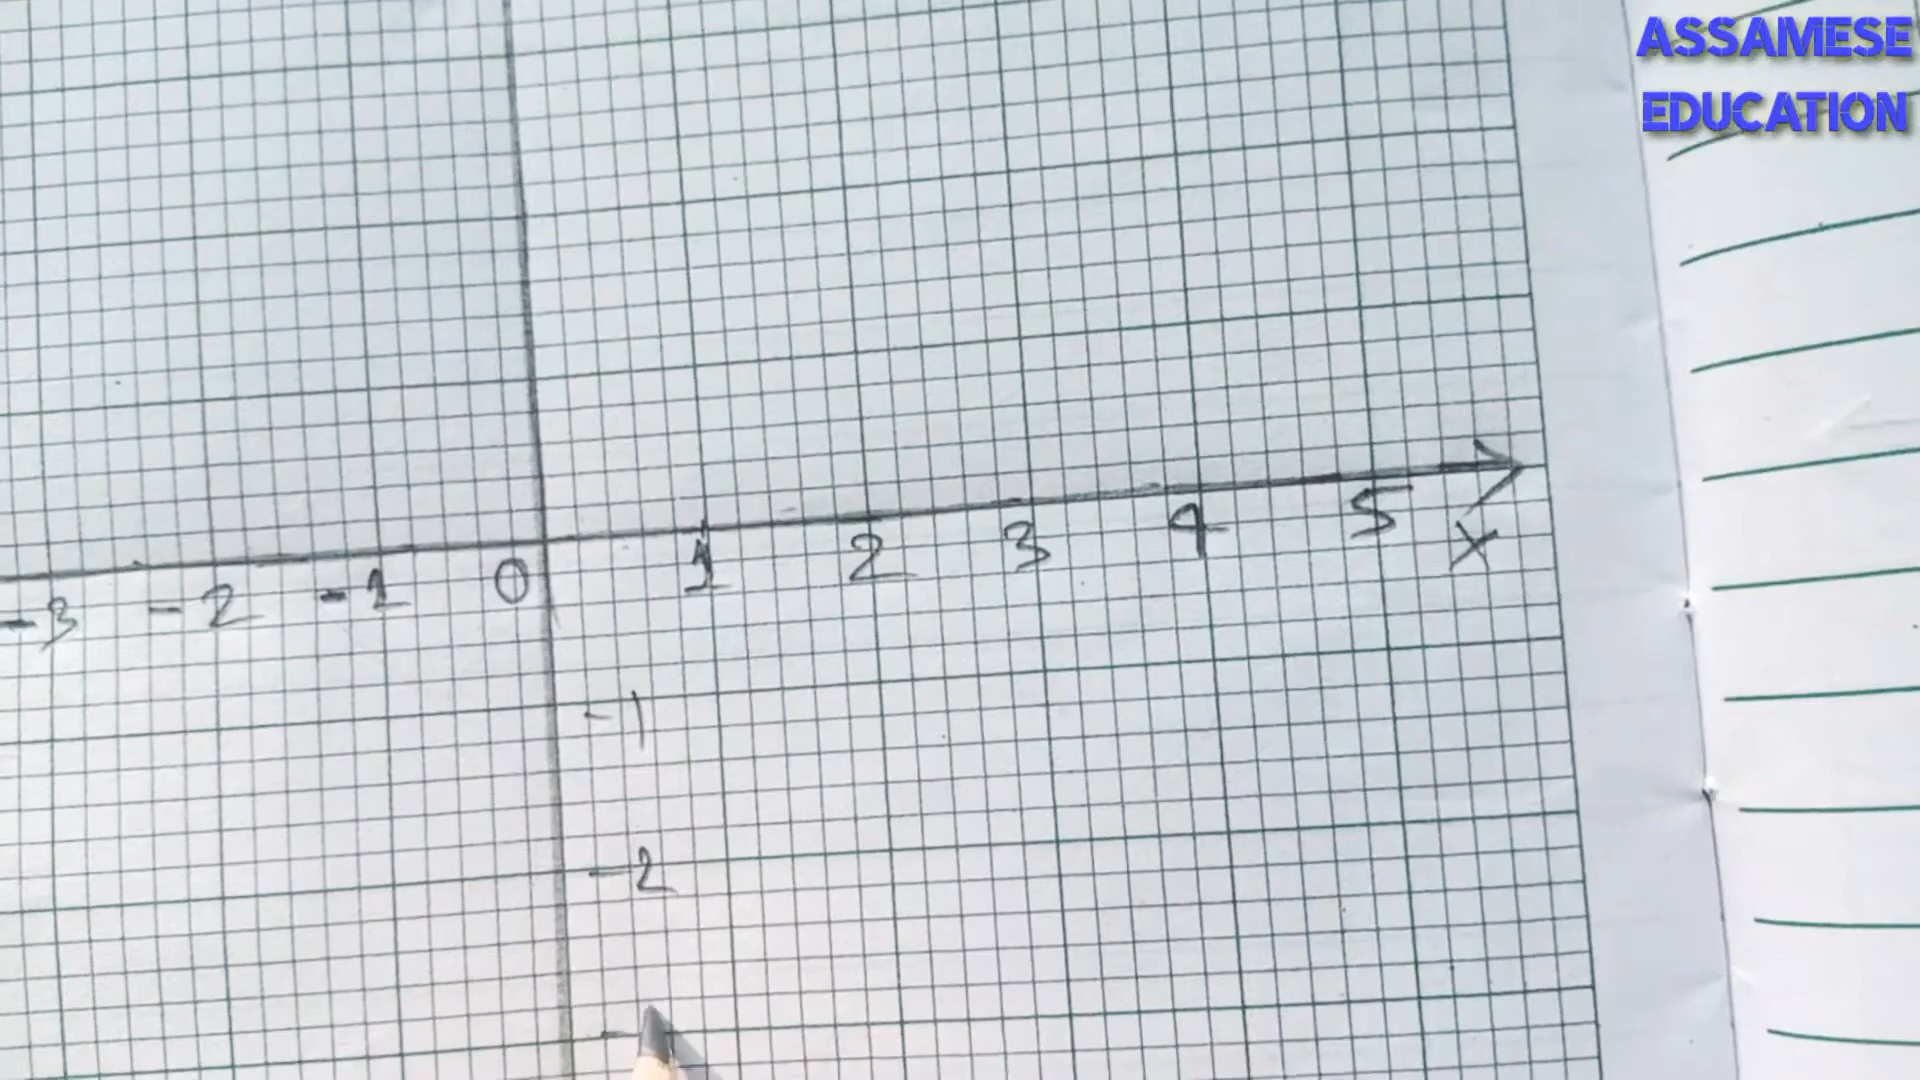 ASSAMESE
EDUCATION
-3 -2 -1 0 1 2 3 4 5 X
-1
-2
-